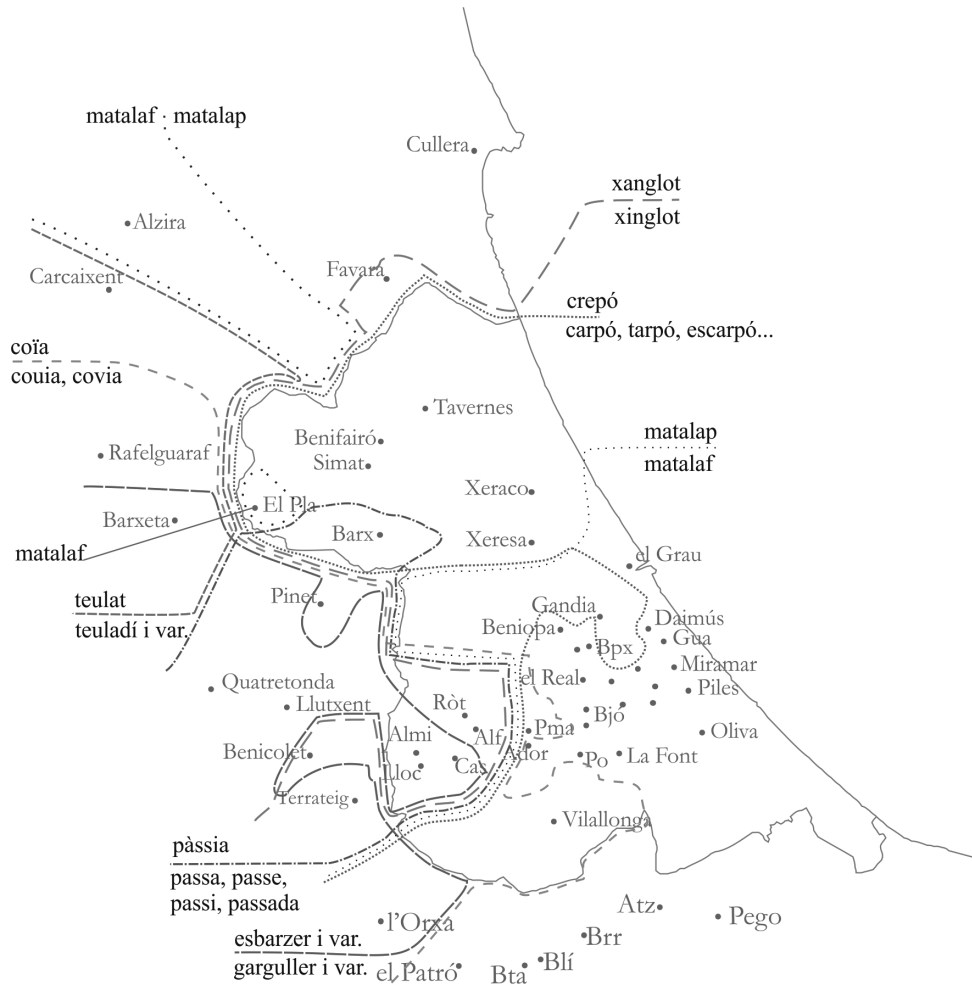 matalaf · matalap
Cullera
xanglot
xinglot
Alzira
Favara
Carcaixent
crepó
carpó, tarpó, escarpó...
coïa
couia, covia
Tavernes
Benifairó
Simat
matalap
matalaf
Rafelguaraf
Xeraco
El Pla
Barxeta
Barx
Xeresa
matalaf
el Grau
teulat
teuladí i var.
Pinet
Gandia
Beniopa
Daimús
Gua
Bpx
Miramar
el Real
Piles
Quatretonda
Llutxent
Ròt
Bjó
Pma
Almi
Alf
Oliva
Benicolet
Ador
Lloc
Cas
Po
La Font
Terrateig
Vilallonga
pàssia
passa, passe,
passi, passada
Atz
Pego
l'Orxa
esbarzer i var.
garguller i var.
Brr
el Patró
Bta
Blí